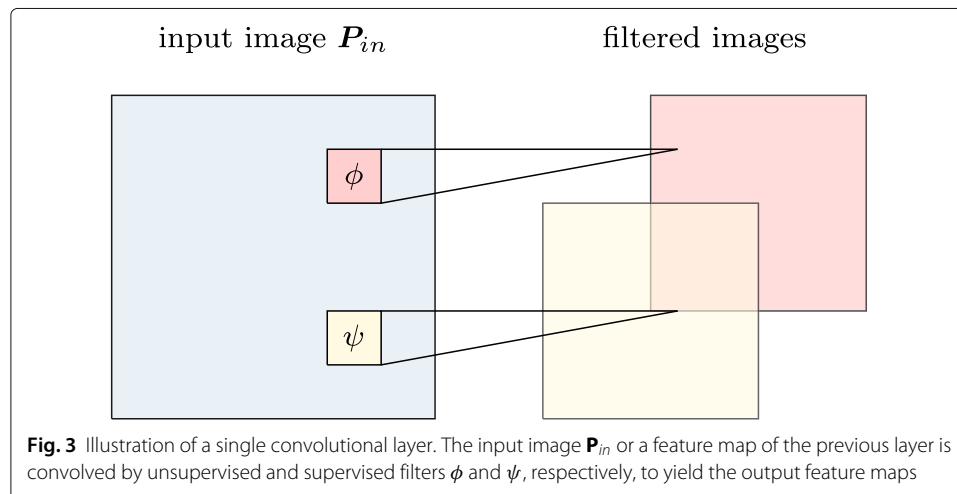 input image P_in
filtered images
ϕ
ψ
Fig. 3 Illustration of a single convolutional layer. The input image P_in or a feature map of the previous layer is
convolved by unsupervised and supervised filters ϕ and ψ, respectively, to yield the output feature maps